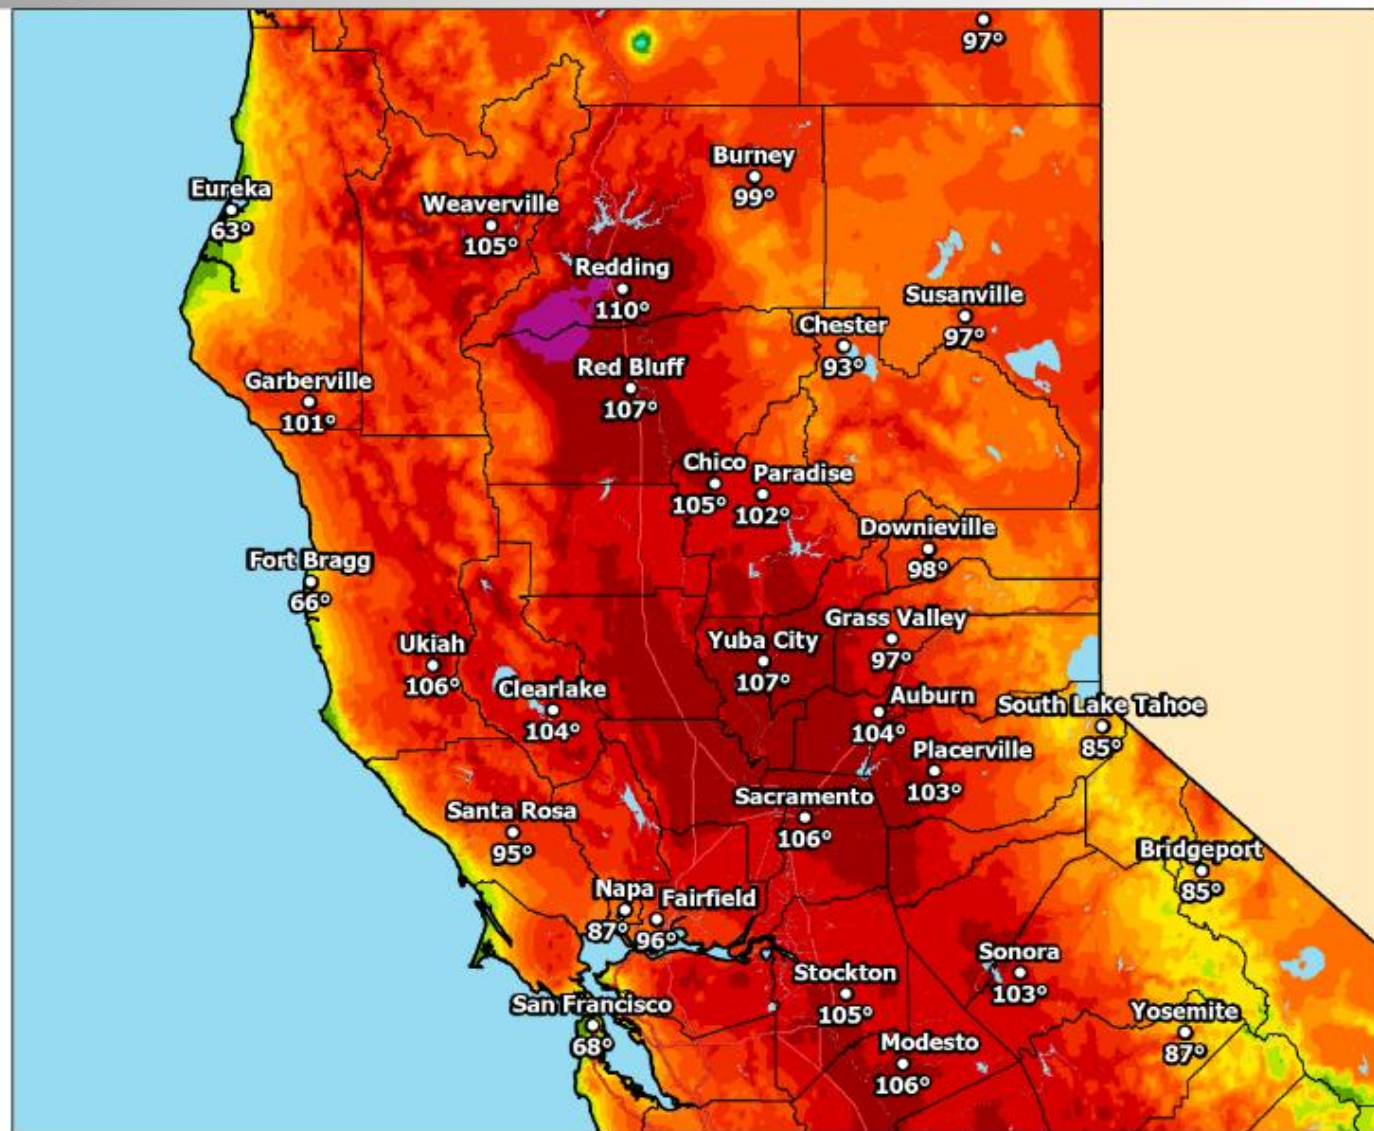 97°
Burney
99°
Eureka
63°
Weaverville
105°
Redding
110°
Susanville
97°
Chester
93°
Red Bluff
107°
Garberville
101°
Chico
105°
Paradise
102°
Downieville
98°
Fort Bragg
66°
Grass Valley
97°
Ukiah
106°
Yuba City
107°
Clearlake
104°
Auburn
104°
South Lake Tahoe
85°
Placerville
103°
Sacramento
106°
Santa Rosa
95°
Bridgeport
85°
Napa
87°
Fairfield
96°
Sonora
103°
Stockton
105°
San Francisco
68°
Yosemite
87°
Modesto
106°